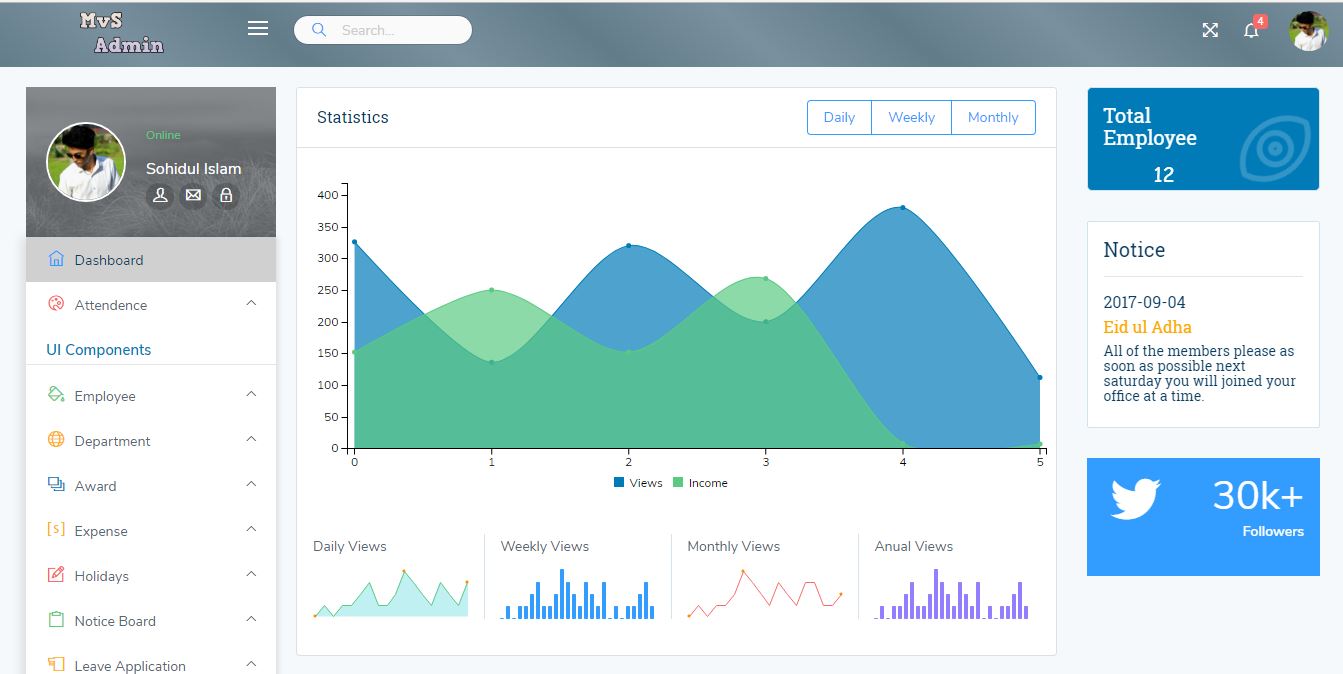 MvS
Admin
Search...
4
Online
Sohidul Islam
Dashboard
Attendence
UI Components
Employee
Department
Award
Expense
Holidays
Notice Board
Leave Application
Statistics
Daily Weekly Monthly
400
350
300
250
200
150
100
50
0
0 1 2 3 4 5
Views Income
Daily Views
Weekly Views
Monthly Views
Anual Views
Total
Employee
12
Notice
2017-09-04
Eid ul Adha
All of the members please as
soon as possible next
saturday you will joined your
office at a time.
30k+
Followers